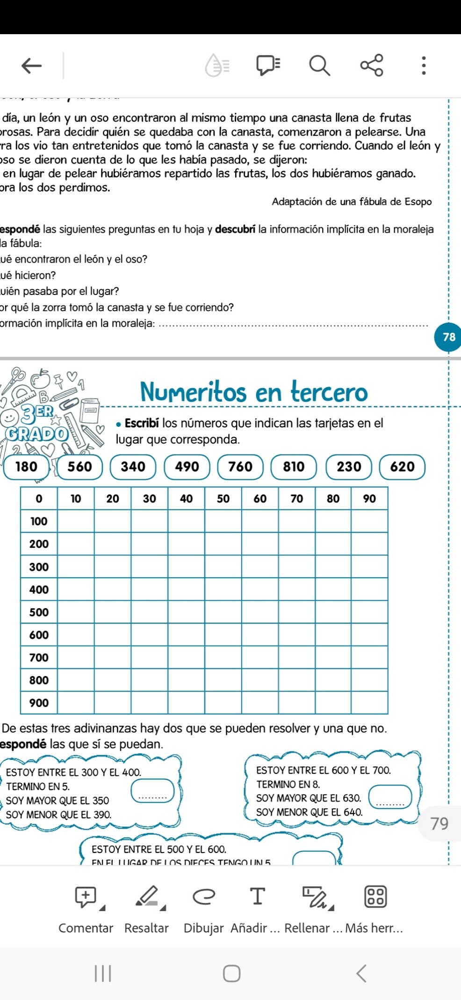 día, un león y un oso encontraron al mismo tiempo una canasta llena de frutas
rosas. Para decidir quién se quedaba con la canasta, comenzaron a pelearse. Una
rra los vio tan entretenidos que tomó la canasta y se fue corriendo. Cuando el león y
oso se dieron cuenta de lo que les había pasado, se dijeron:
en lugar de pelear hubiéramos repartido las frutas, los dos hubiéramos ganado.
ora los dos perdimos.
Adaptación de una fábula de Esopo
espondé las siguientes preguntas en tu hoja y descubrí la información implícita en la moraleja
la fábula:
ué encontraron el león y el oso?
ué hicieron?
uién pasaba por el lugar?
or qué la zorra tomó la canasta y se fue corriendo?
ormación implícita en la moraleja:
78
3ER
GRADO
Numeritos en tercero
• Escribí los números que indican las tarjetas en el
lugar que corresponda.
180 560 340 490 760 810 230 620
0 10 20 30 40 50 60 70 80 90
100
200
300
400
500
600
700
800
900
De estas tres adivinanzas hay dos que se pueden resolver y una que no.
espondé las que sí se puedan.
ESTOY ENTRE EL 300 Y EL 400.
TERMINO EN 5.
SOY MAYOR QUE EL 350
SOY MENOR QUE EL 390.
ESTOY ENTRE EL 600 Y EL 700.
TERMINO EN 8.
SOY MAYOR QUE EL 630.
SOY MENOR QUE EL 640.
79
ESTOY ENTRE EL 500 Y EL 600.
EN EL LUGAR DE LOS DIECES TENGO UN 5
Comentar Resaltar Dibujar Añadir ... Rellenar ... Más herr...